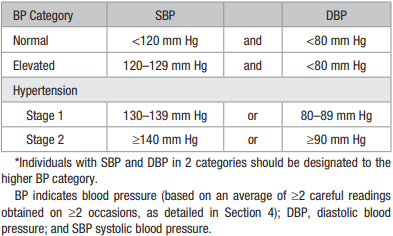 BP Category SBP DBP
Normal <120 mm Hg and <80 mm Hg
Elevated 120–129 mm Hg and <80 mm Hg
Hypertension
Stage 1 130–139 mm Hg or 80–89 mm Hg
Stage 2 ≥140 mm Hg or ≥90 mm Hg
*Individuals with SBP and DBP in 2 categories should be designated to the
higher BP category.
BP indicates blood pressure (based on an average of ≥2 careful readings
obtained on ≥2 occasions, as detailed in Section 4); DBP, diastolic blood
pressure; and SBP systolic blood pressure.